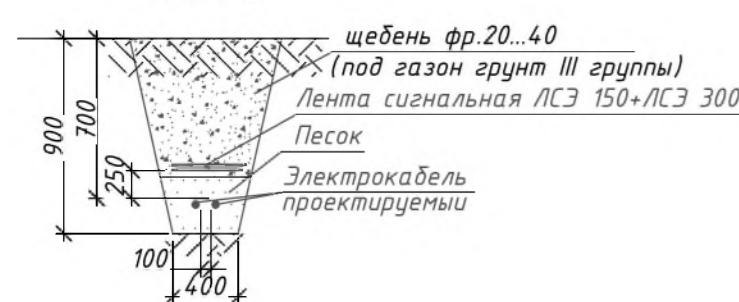 щебень фр.20...40
(под газон грунт III группы)
Лента сигнальная ЛСЭ 150+ЛСЭ 300
Песок
Электрокабель
проектируемыи
900
700
250
100
400